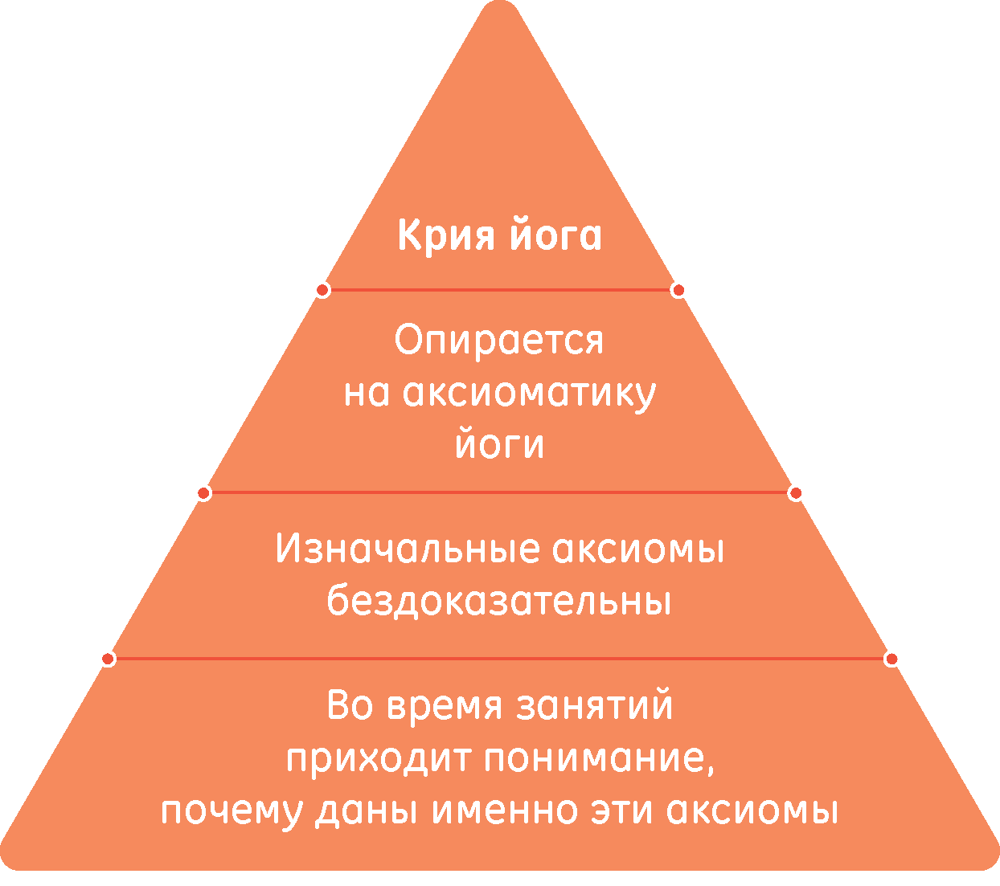 Крия йога
Опирается
на аксиоматику
йоги
Изначальные аксиомы
бездоказательны
Во время занятий
приходит понимание,
почему даны именно эти аксиомы